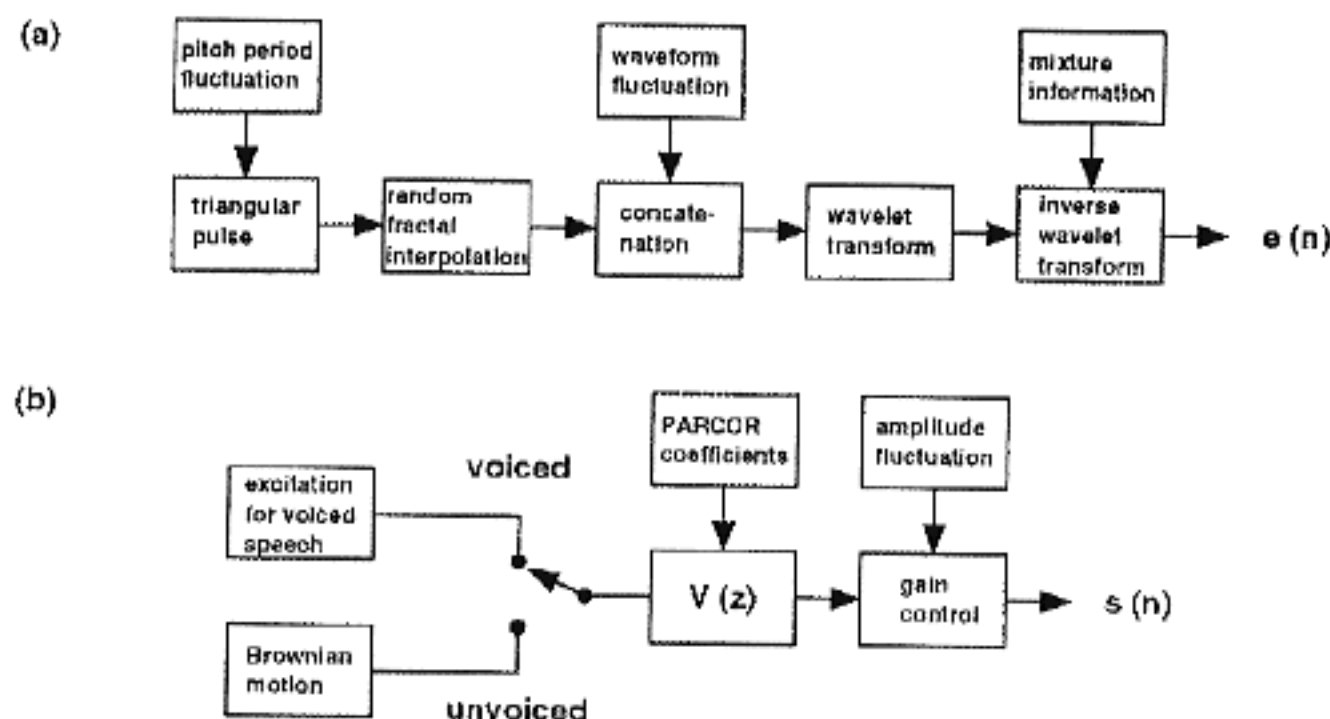 (a)
pitch period
fluctuation
waveform
fluctuation
mixture
information
triangular
pulse
random
fractal
interpolation
concate-
nation
wavelet
transform
inverse
wavelet
transform
e (n)
(b)
voiced
PARCOR
coefficients
amplitude
fluctuation
excitation
for voiced
speech
V (z)
gain
control
s (n)
Brownian
motion
unvoiced